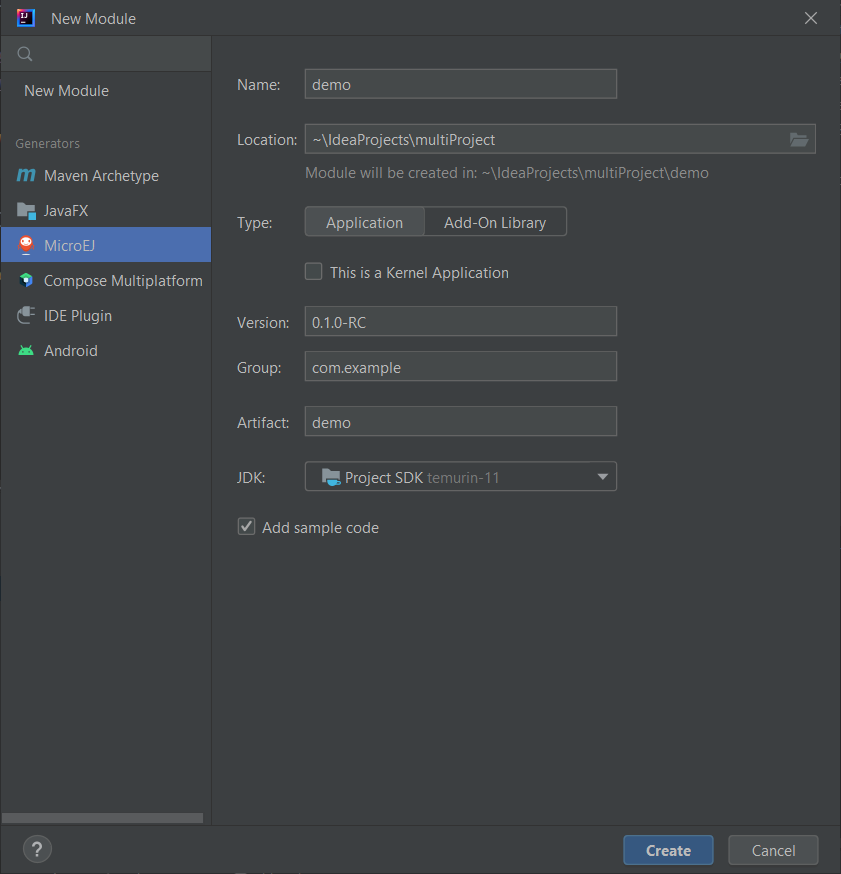 New Module
New Module
Generators
Maven Archetype
JavaFX
MicroEJ
Compose Multiplatform
IDE Plugin
Android
Name: demo
Location: ~\IdeaProjects\multiProject
Module will be created in: ~\IdeaProjects\multiProject\demo
Type: Application Add-On Library
This is a Kernel Application
Version: 0.1.0-RC
Group: com.example
Artifact: demo
JDK: Project SDK temurin-11
Add sample code
? Create Cancel